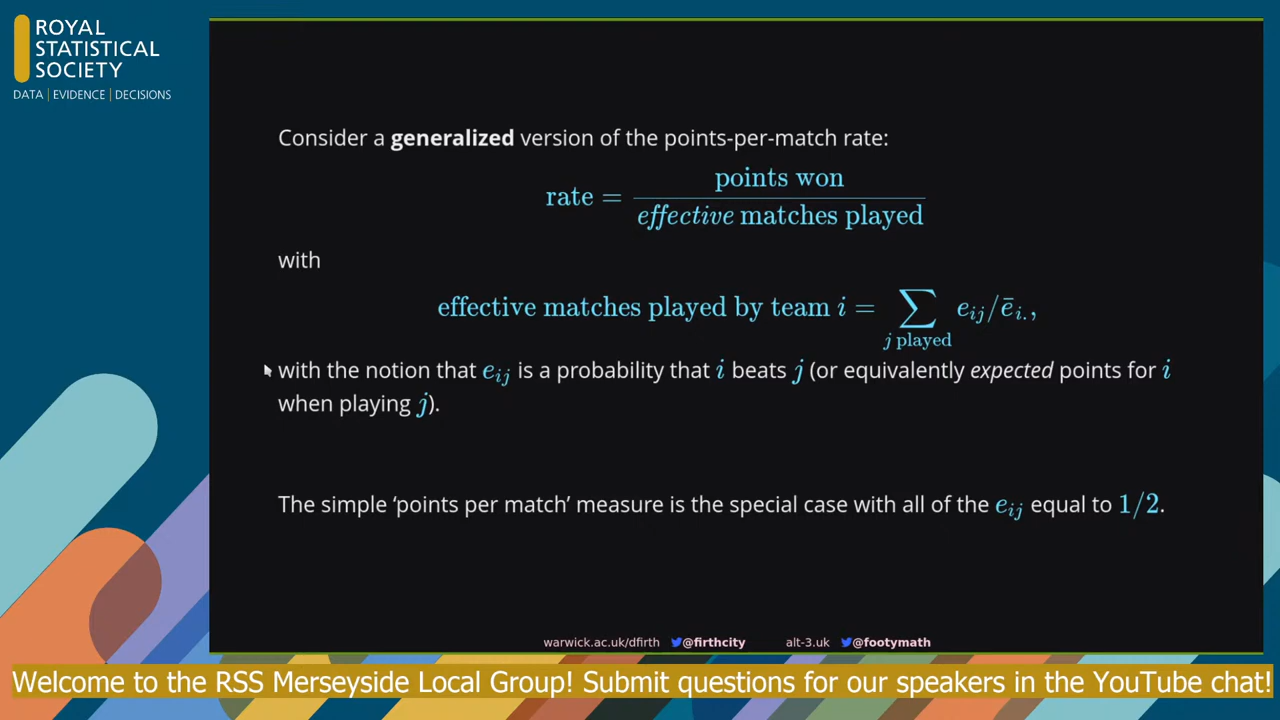 ROYAL
STATISTICAL
SOCIETY
DATA | EVIDENCE | DECISIONS
Consider a generalized version of the points-per-match rate:
rate = points won / effective matches played
with
effective matches played by team i = ∑_{j played} e_{ij}/ē_{i.},
with the notion that e_{ij} is a probability that i beats j (or equivalently expected points for i
when playing j).
The simple ‘points per match’ measure is the special case with all of the e_{ij} equal to 1/2.
warwick.ac.uk/dfirth @firthcity alt-3.uk @footymath
Welcome to the RSS Merseyside Local Group! Submit questions for our speakers in the YouTube chat!